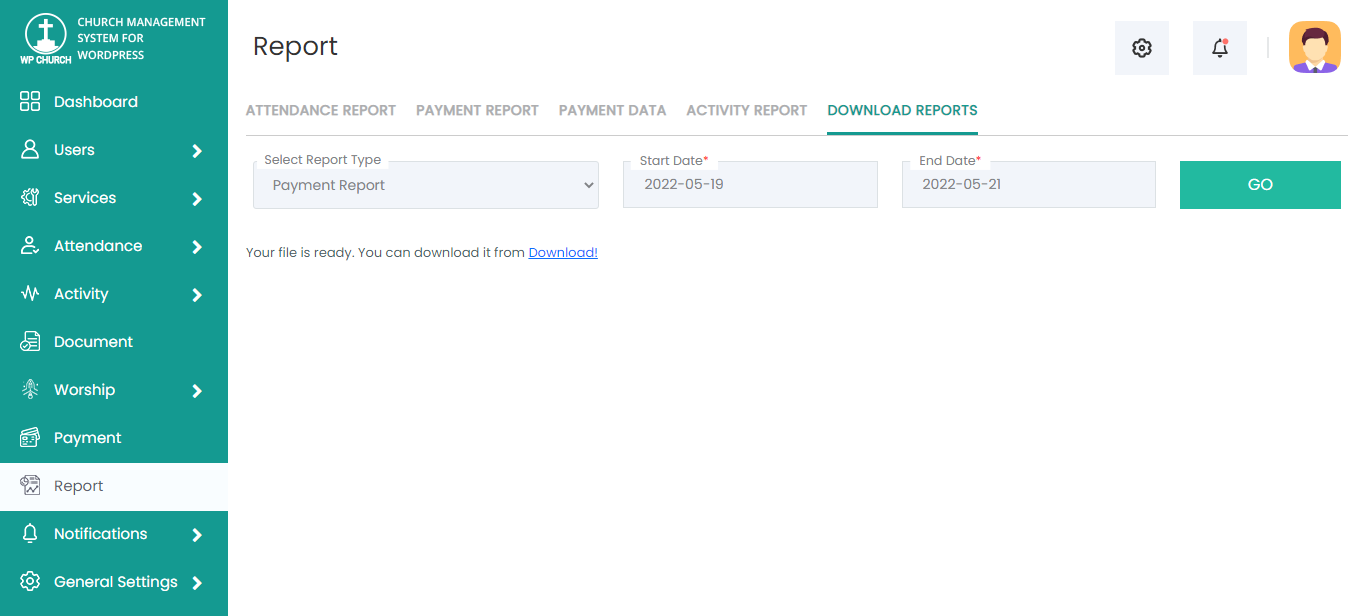 CHURCH MANAGEMENT
SYSTEM FOR
WORDPRESS
WP CHURCH
Dashboard
Users
Services
Attendance
Activity
Document
Worship
Payment
Report
Notifications
General Settings
Report
ATTENDANCE REPORT PAYMENT REPORT PAYMENT DATA ACTIVITY REPORT DOWNLOAD REPORTS
Select Report Type Start Date* End Date*
Payment Report 2022-05-19 2022-05-21 GO
Your file is ready. You can download it from Download!